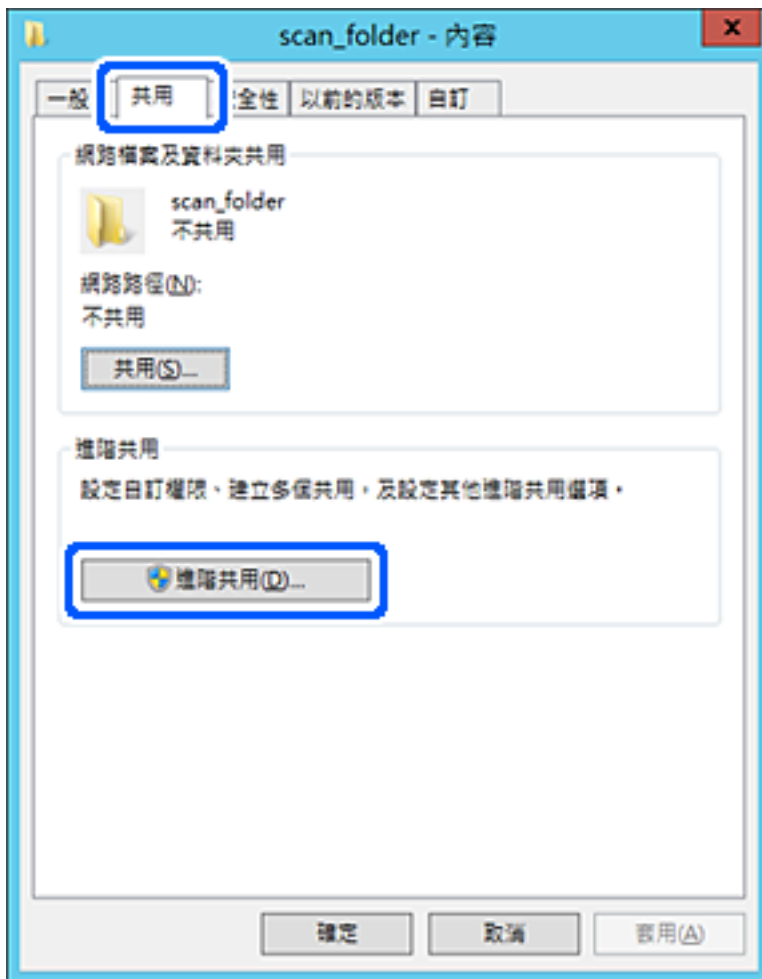 scan_folder - 內容
一般 共用 全性 以前的版本 自訂
網路檔案及資料夾共用
scan_folder
不共用
網路路徑(N):
不共用
共用(S)...
進階共用
設定自訂權限、建立多個共用，及設定其他進階共用選項。
進階共用(D)...
確定 取消 套用(A)